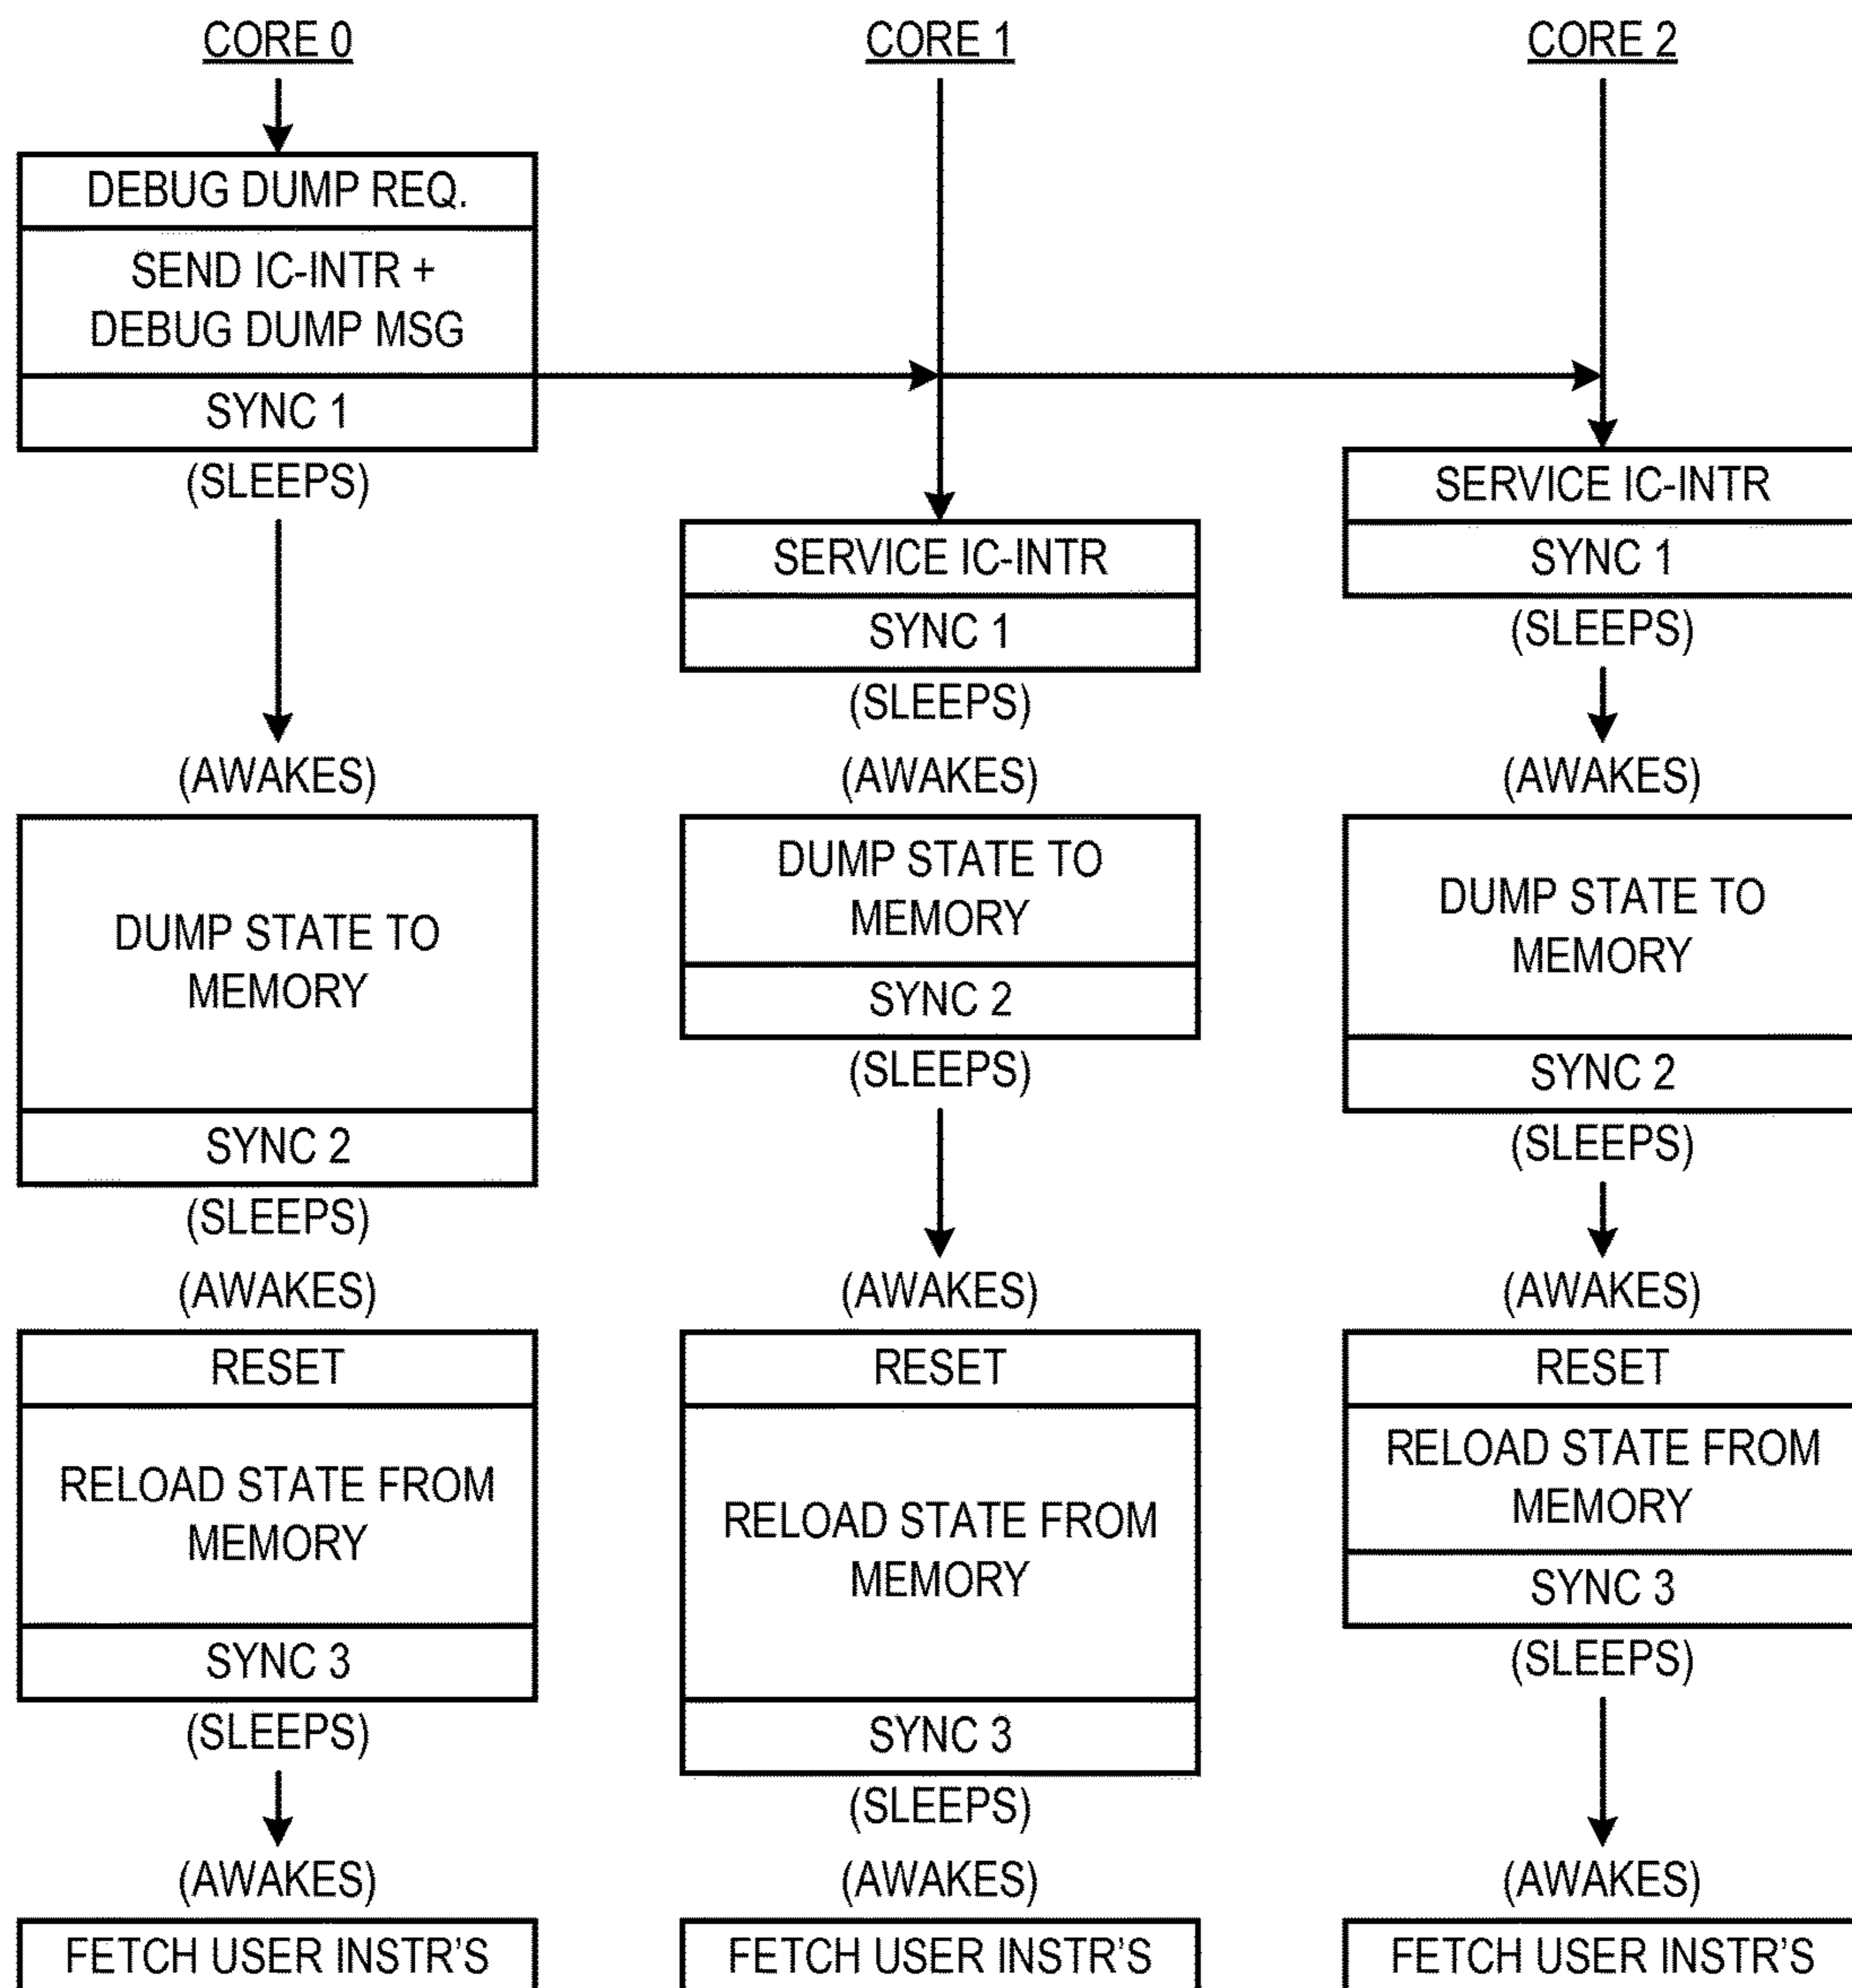 CORE 0
CORE 1
CORE 2
DEBUG DUMP REQ.
SEND IC-INTR +
DEBUG DUMP MSG
SYNC 1
(SLEEPS)
SERVICE IC-INTR
SYNC 1
(SLEEPS)
SERVICE IC-INTR
SYNC 1
(SLEEPS)
(AWAKES)
(AWAKES)
(AWAKES)
DUMP STATE TO
MEMORY
SYNC 2
(SLEEPS)
DUMP STATE TO
MEMORY
SYNC 2
(SLEEPS)
DUMP STATE TO
MEMORY
SYNC 2
(SLEEPS)
(AWAKES)
(AWAKES)
(AWAKES)
RESET
RELOAD STATE FROM
MEMORY
SYNC 3
(SLEEPS)
RESET
RELOAD STATE FROM
MEMORY
SYNC 3
(SLEEPS)
RESET
RELOAD STATE FROM
MEMORY
SYNC 3
(SLEEPS)
(AWAKES)
(AWAKES)
(AWAKES)
FETCH USER INSTR'S
FETCH USER INSTR'S
FETCH USER INSTR'S